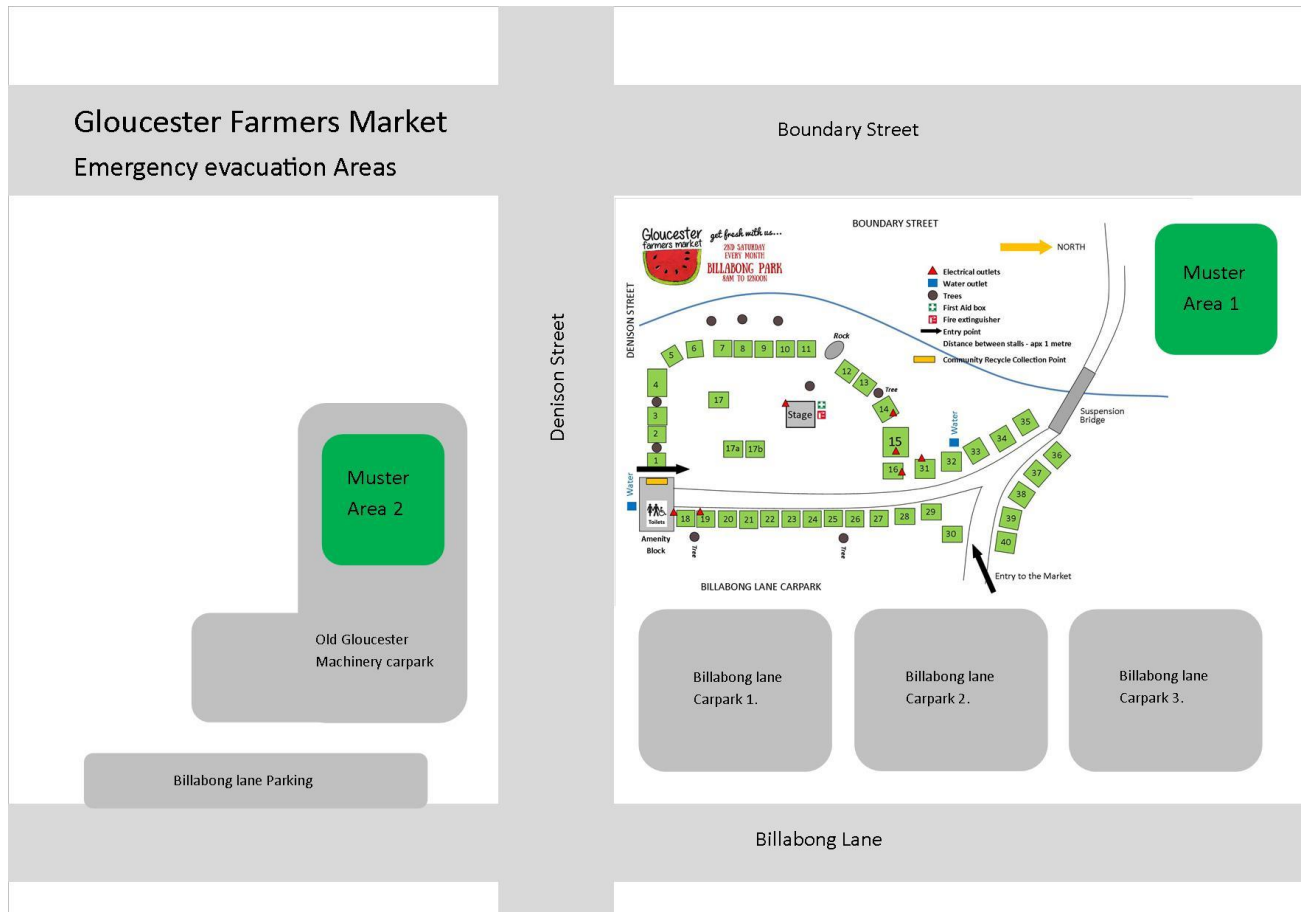 Gloucester Farmers Market
Emergency evacuation Areas
Boundary Street
Denison Street
Gloucester
farmers market
get fresh with us...
2ND SATURDAY
EVERY MONTH
BILLABONG PARK
8AM TO 12NOON
BOUNDARY STREET
NORTH
Electrical outlets
Water outlet
Trees
First Aid box
Fire extinguisher
Entry point
Distance between stalls - apx 1 metre
Community Recycle Collection Point
Muster
Area 1
DENISON STREET
Rock
5
6
7
8
9
10
11
12
13
Tree
4
3
2
1
17
Stage
14
15
16
17a
17b
Water
31
32
33
34
35
Suspension
Bridge
36
37
38
39
40
Water
Toilets
Amenity
Block
18
19
20
21
22
23
24
25
26
27
28
29
30
Tree
Tree
Entry to the Market
BILLABONG LANE CARPARK
Muster
Area 2
Old Gloucester
Machinery carpark
Billabong lane Parking
Billabong lane
Carpark 1.
Billabong lane
Carpark 2.
Billabong lane
Carpark 3.
Billabong Lane